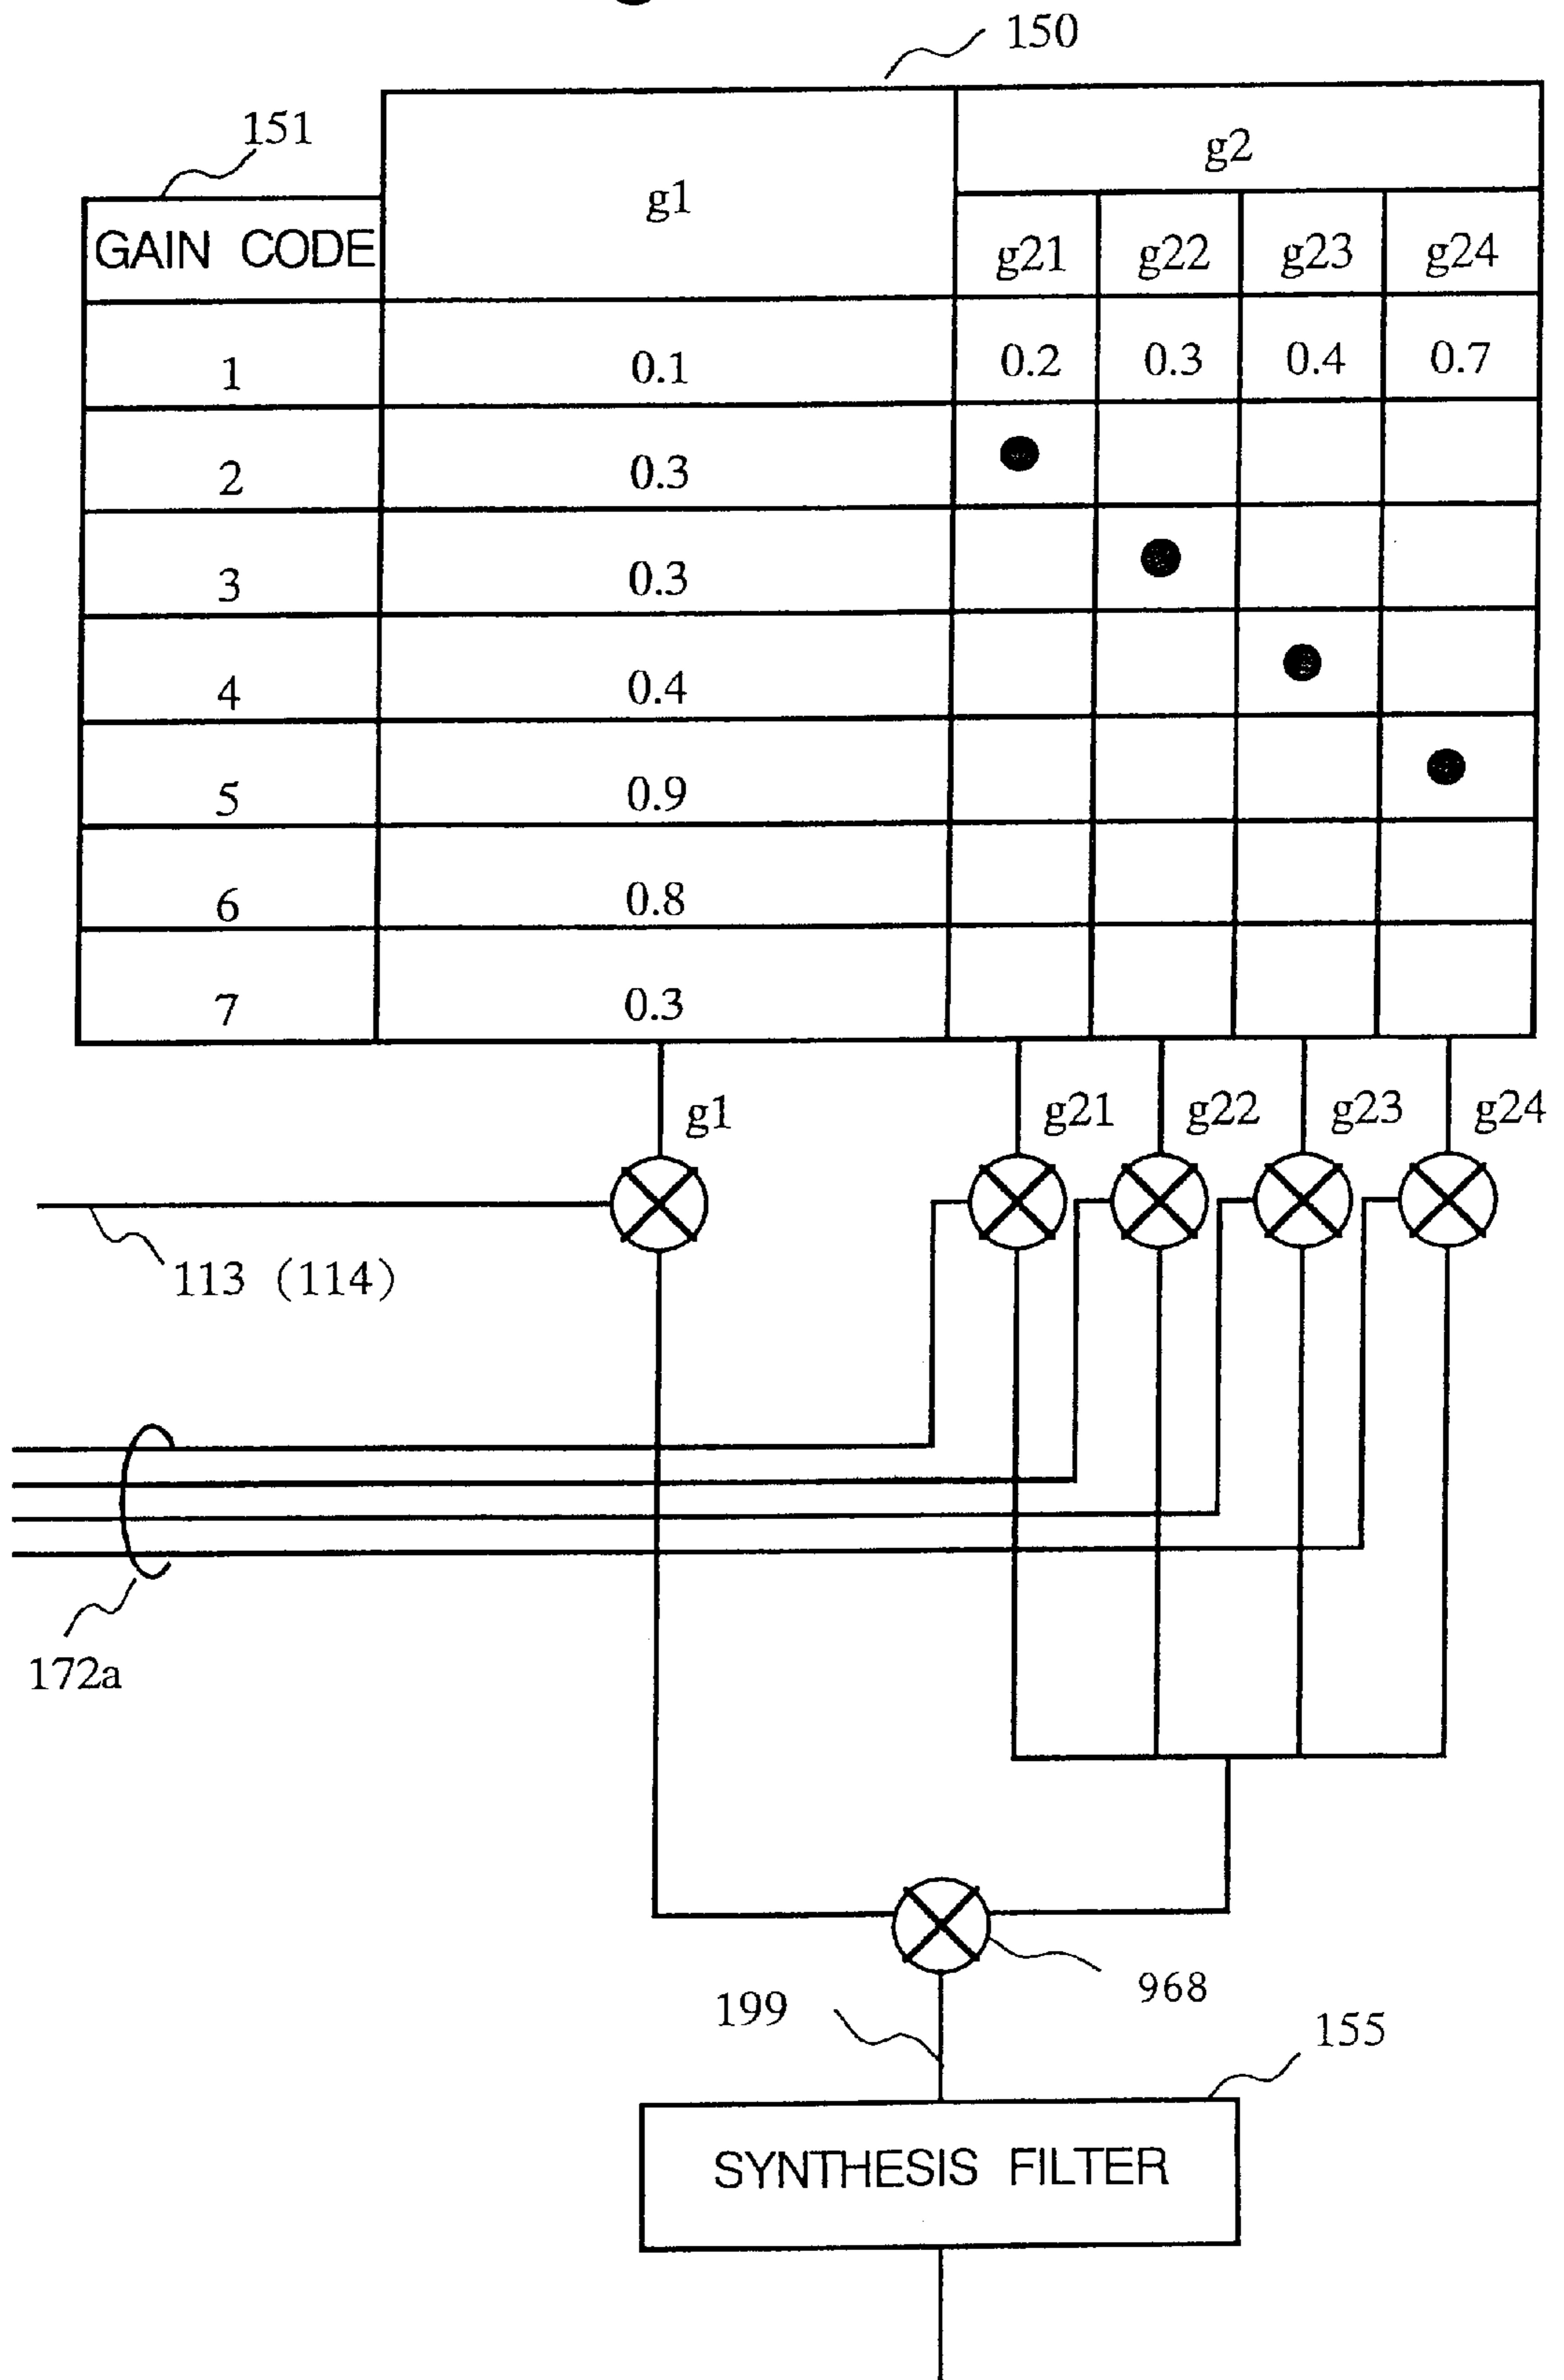 150
151
g2
g1
GAIN CODE
g21 g22 g23 g24
1 0.1 0.2 0.3 0.4 0.7
2 0.3
3 0.3
4 0.4
5 0.9
6 0.8
7 0.3
g1 g21 g22 g23 g24
113 (114)
172a
968
199
155
SYNTHESIS FILTER